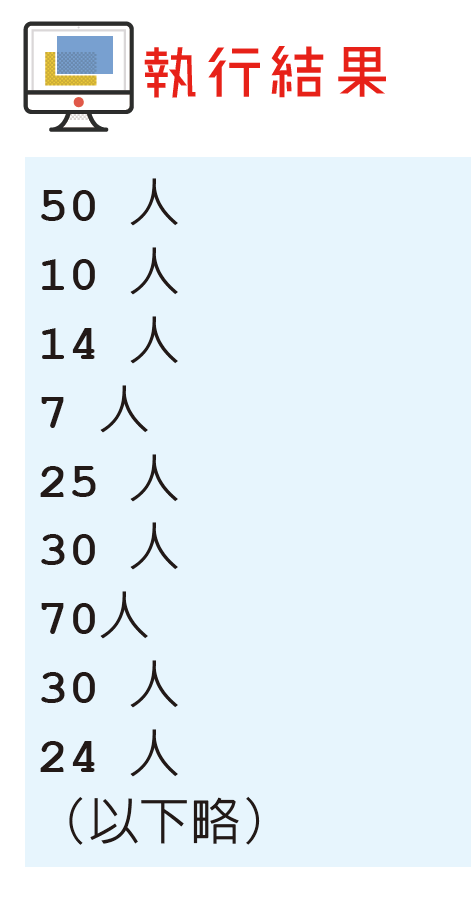 執行結果
50 人
10 人
14 人
7 人
25 人
30 人
70人
30 人
24 人
（以下略）